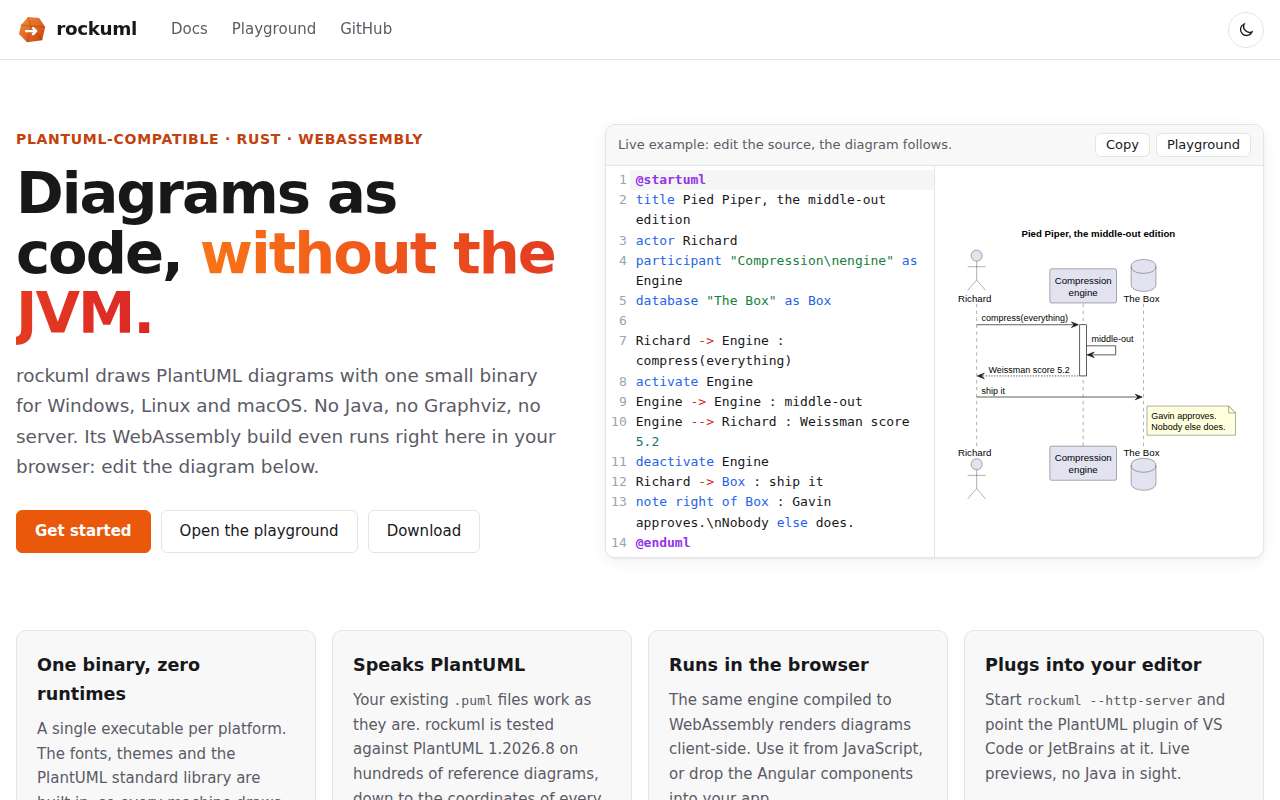 rockuml Docs Playground GitHub
PLANTUML-COMPATIBLE · RUST · WEBASSEMBLY
Diagrams as
code, without the
JVM.
rockuml draws PlantUML diagrams with one small binary
for Windows, Linux and macOS. No Java, no Graphviz, no
server. Its WebAssembly build even runs right here in your
browser: edit the diagram below.
Get started Open the playground Download
Live example: edit the source, the diagram follows. Copy Playground
1 @startuml
2 title Pied Piper, the middle-out
edition
3 actor Richard
4 participant "Compression\nengine" as
Engine
5 database "The Box" as Box
6
7 Richard -> Engine :
compress(everything)
8 activate Engine
9 Engine -> Engine : middle-out
10 Engine --> Richard : Weissman score
5.2
11 deactivate Engine
12 Richard -> Box : ship it
13 note right of Box : Gavin
approves.\nNobody else does.
14 @enduml
Pied Piper, the middle-out edition
Richard
Compression
engine
The Box
compress(everything)
middle-out
Weissman score 5.2
ship it
Gavin approves.
Nobody else does.
Richard
Compression
engine
The Box
One binary, zero
runtimes
A single executable per platform.
The fonts, themes and the
PlantUML standard library are
Speaks PlantUML
Your existing .puml files work as
they are. rockuml is tested
against PlantUML 1.2026.8 on
hundreds of reference diagrams,
down to the coordinates of every
Runs in the browser
The same engine compiled to
WebAssembly renders diagrams
client-side. Use it from JavaScript,
or drop the Angular components
into your app
Plugs into your editor
Start rockuml --http-server and
point the PlantUML plugin of VS
Code or JetBrains at it. Live
previews, no Java in sight.